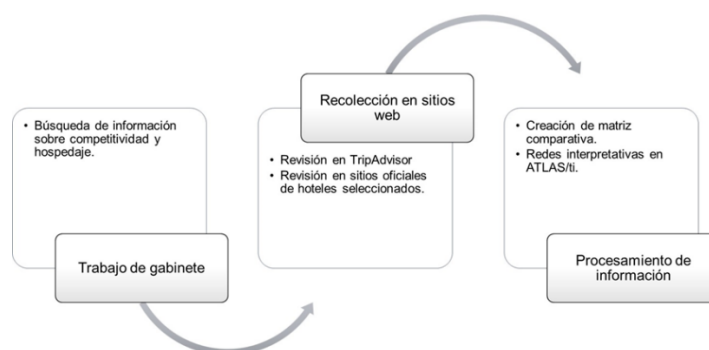 • Búsqueda de información
sobre competitividad y
hospedaje.
Trabajo de gabinete
Recolección en sitios
web
• Revisión en TripAdvisor
• Revisión en sitios oficiales
de hoteles seleccionados.
• Creación de matriz
comparativa.
• Redes interpretativas en
ATLAS/ti.
Procesamiento de
información